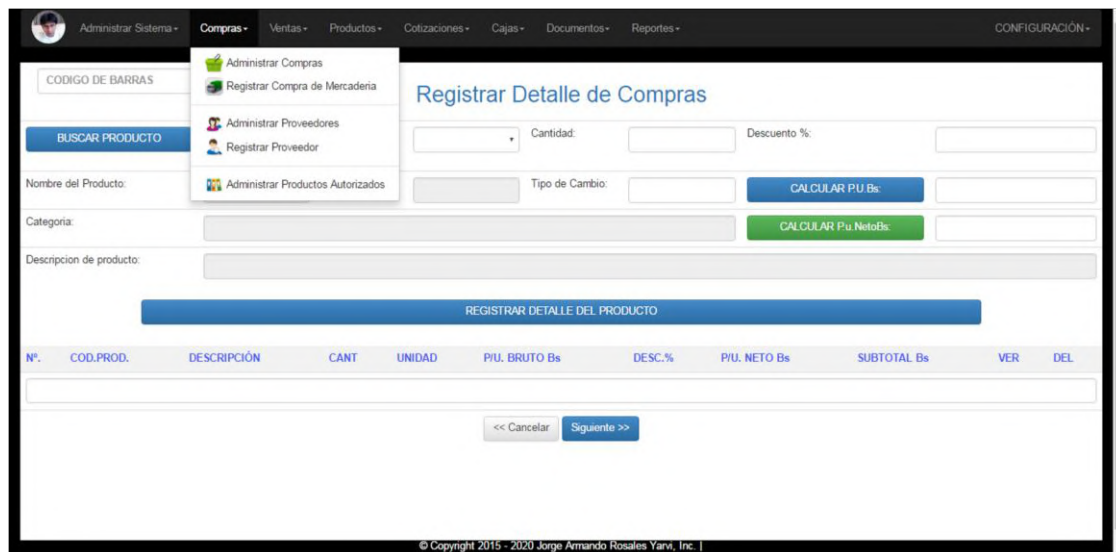 Administrar Sistema Compras Ventas Productos Cotizaciones Cajas Documentos Reportes CONFIGURACIÓN
Administrar Compras
Registrar Compra de Mercaderia
Administrar Proveedores
Registrar Proveedor
Administrar Productos Autorizados
CODIGO DE BARRAS
Registrar Detalle de Compras
BUSCAR PRODUCTO Cantidad: Descuento %:
Nombre del Producto: Tipo de Cambio: CALCULAR P.U.Bs:
Categoria: CALCULAR P.u.NetoBs:
Descripcion de producto:
REGISTRAR DETALLE DEL PRODUCTO
Nº. COD.PROD. DESCRIPCIÓN CANT UNIDAD P/U. BRUTO Bs DESC.% P/U. NETO Bs SUBTOTAL Bs VER DEL
<< Cancelar Siguiente >>
© Copyright 2015 - 2020 Jorge Armando Rosales Yarvi, Inc. |